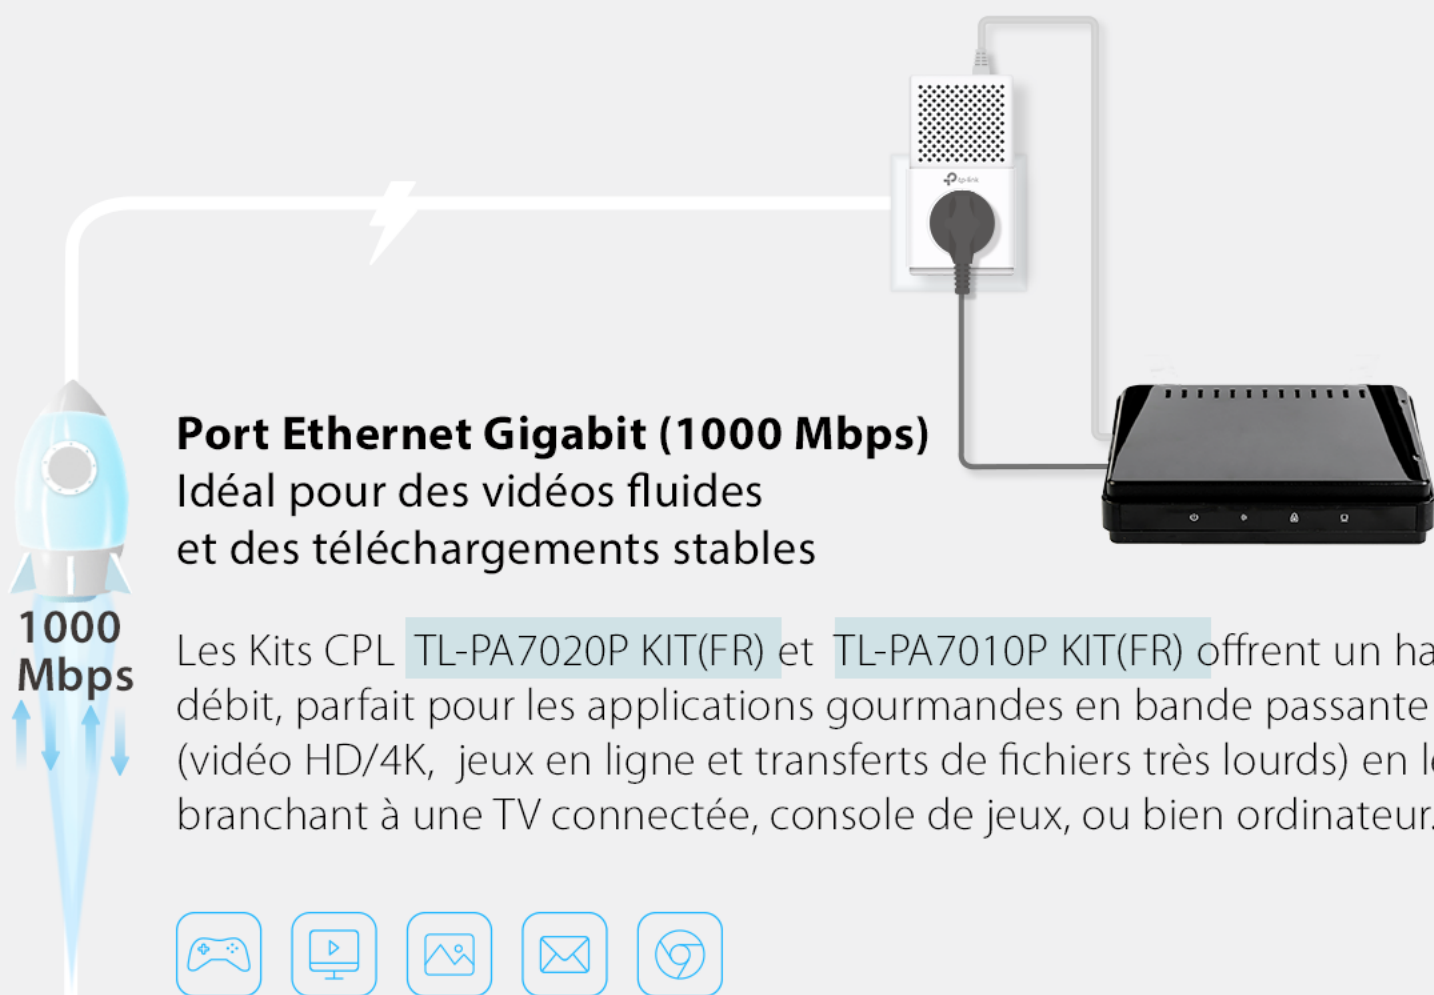 tp-link
Port Ethernet Gigabit (1000 Mbps)
Idéal pour des vidéos fluides
et des téléchargements stables
1000
Mbps
Les Kits CPL TL-PA7020P KIT(FR) et TL-PA7010P KIT(FR) offrent un
débit, parfait pour les applications gourmandes en bande passante
(vidéo HD/4K, jeux en ligne et transferts de fichiers très lourds) en
branchant à une TV connectée, console de jeux, ou bien ordinateur.